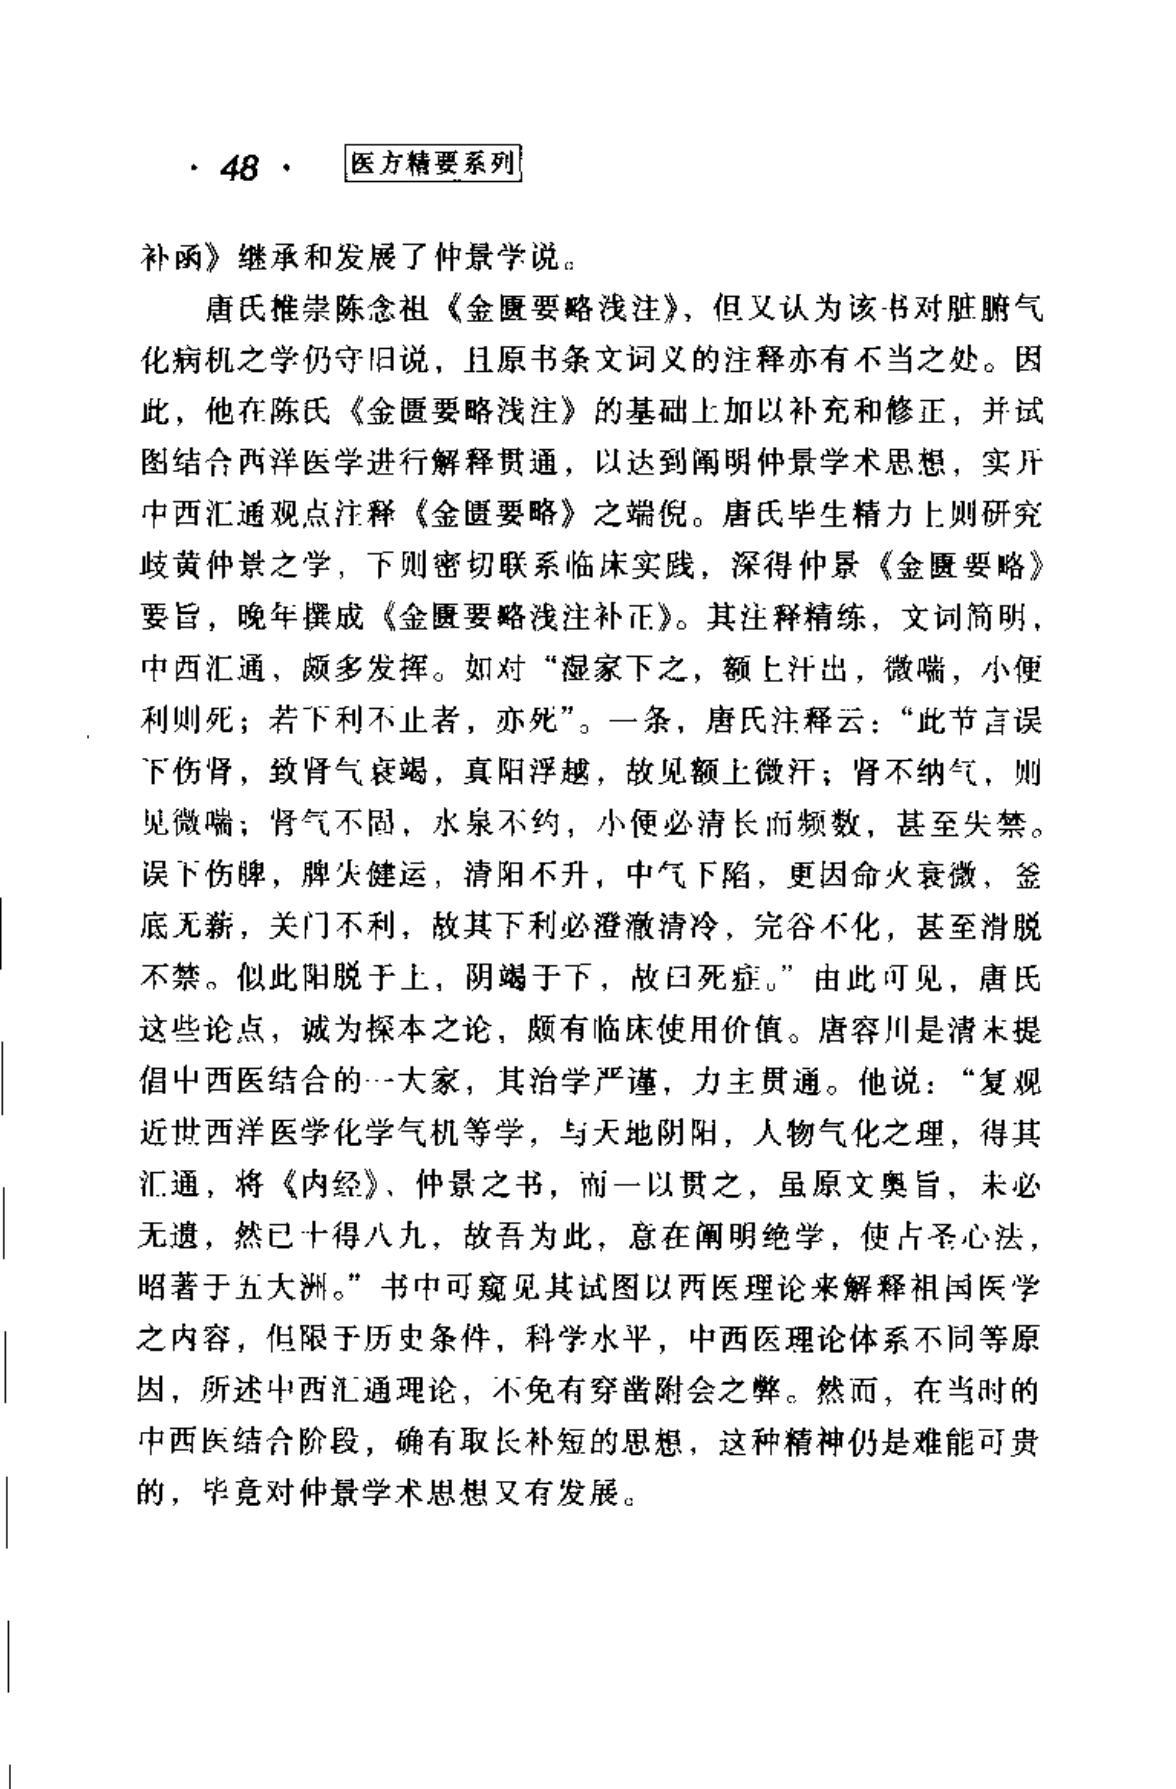 · 48 · 医方精要系列
补函》继承和发展了仲景学说。
唐氏推崇陈念祖《金匮要略浅注》，但又认为该书对脏腑气
化病机之学仍守旧说，且原书条文词义的注释亦有不当之处。因
此，他在陈氏《金匮要略浅注》的基础上加以补充和修正，并试
图结合西洋医学进行解释贯通，以达到阐明仲景学术思想，实开
中西汇通观点注释《金匮要略》之端倪。唐氏毕生精力上则研究
歧黄仲景之学，下则密切联系临床实践，深得仲景《金匮要略》
要旨，晚年撰成《金匮要略浅注补正》。其注释精练，文词简明，
中西汇通，颇多发挥。如对“湿家下之，额上汗出，微喘，小便
利则死；若下利不止者，亦死”。一条，唐氏注释云：“此节言误
下伤肾，致肾气衰竭，真阳浮越，故见额上微汗；肾不纳气，则
见微喘；肾气不固，水泉不约，小便必清长而频数，甚至失禁。
误下伤脾，脾失健运，清阳不升，中气下陷，更因命火衰微，釜
底无薪，关门不利，故其下利必澄澈清冷，完谷不化，甚至滑脱
不禁。似此阳脱于上，阴竭于下，故曰死症。”由此可见，唐氏
这些论点，诚为探本之论，颇有临床使用价值。唐容川是清末提
倡中西医结合的一大家，其治学严谨，力主贯通。他说：“复观
近世西洋医学化学气机等学，与天地阴阳，人物气化之理，得其
汇通，将《内经》、仲景之书，而一以贯之，虽原文奥旨，未必
无遗，然已十得八九，故吾为此，意在阐明绝学，使古圣心法，
昭著于五大洲。”书中可窥见其试图以西医理论来解释祖国医学
之内容，但限于历史条件，科学水平，中西医理论体系不同等原
因，所述中西汇通理论，不免有穿凿附会之弊。然而，在当时的
中西医结合阶段，确有取长补短的思想，这种精神仍是难能可贵
的，毕竟对仲景学术思想又有发展。